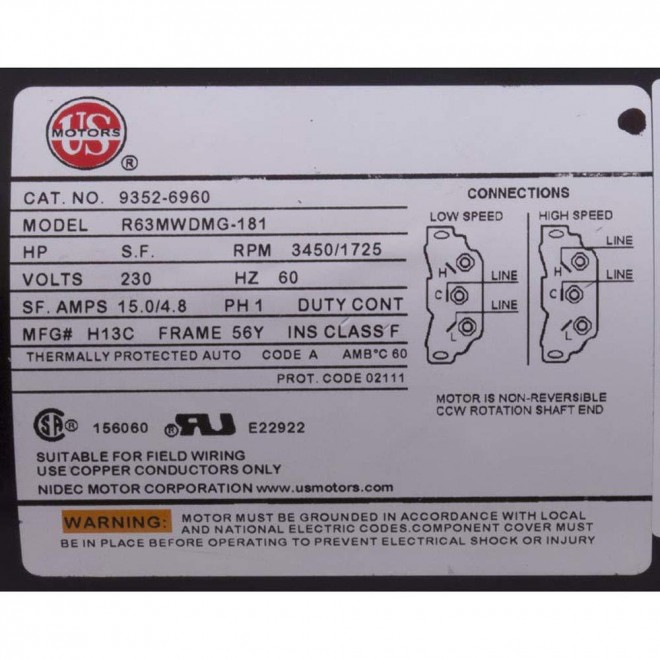 US
MOTORS
®
CAT. NO. 9352-6960
MODEL R63MWDMG-181
HP S.F. RPM 3450/1725
VOLTS 230 HZ 60
SF. AMPS 15.0/4.8 PH 1 DUTY CONT
MFG# H13C FRAME 56Y INS CLASS F
THERMALLY PROTECTED AUTO CODE A AMB°C 60
PROT. CODE 02111
CONNECTIONS
LOW SPEED HIGH SPEED
LINE
H LINE H
C C LINE
LINE
L L
MOTOR IS NON-REVERSIBLE
CCW ROTATION SHAFT END
SA ® 156060 ® RU E22922
SUITABLE FOR FIELD WIRING
USE COPPER CONDUCTORS ONLY
NIDEC MOTOR CORPORATION www.usmotors.com
WARNING: MOTOR MUST BE GROUNDED IN ACCORDANCE WITH LOCAL
AND NATIONAL ELECTRIC CODES.COMPONENT COVER MUST
BE IN PLACE BEFORE OPERATING TO PREVENT ELECTRICAL SHOCK OR INJURY